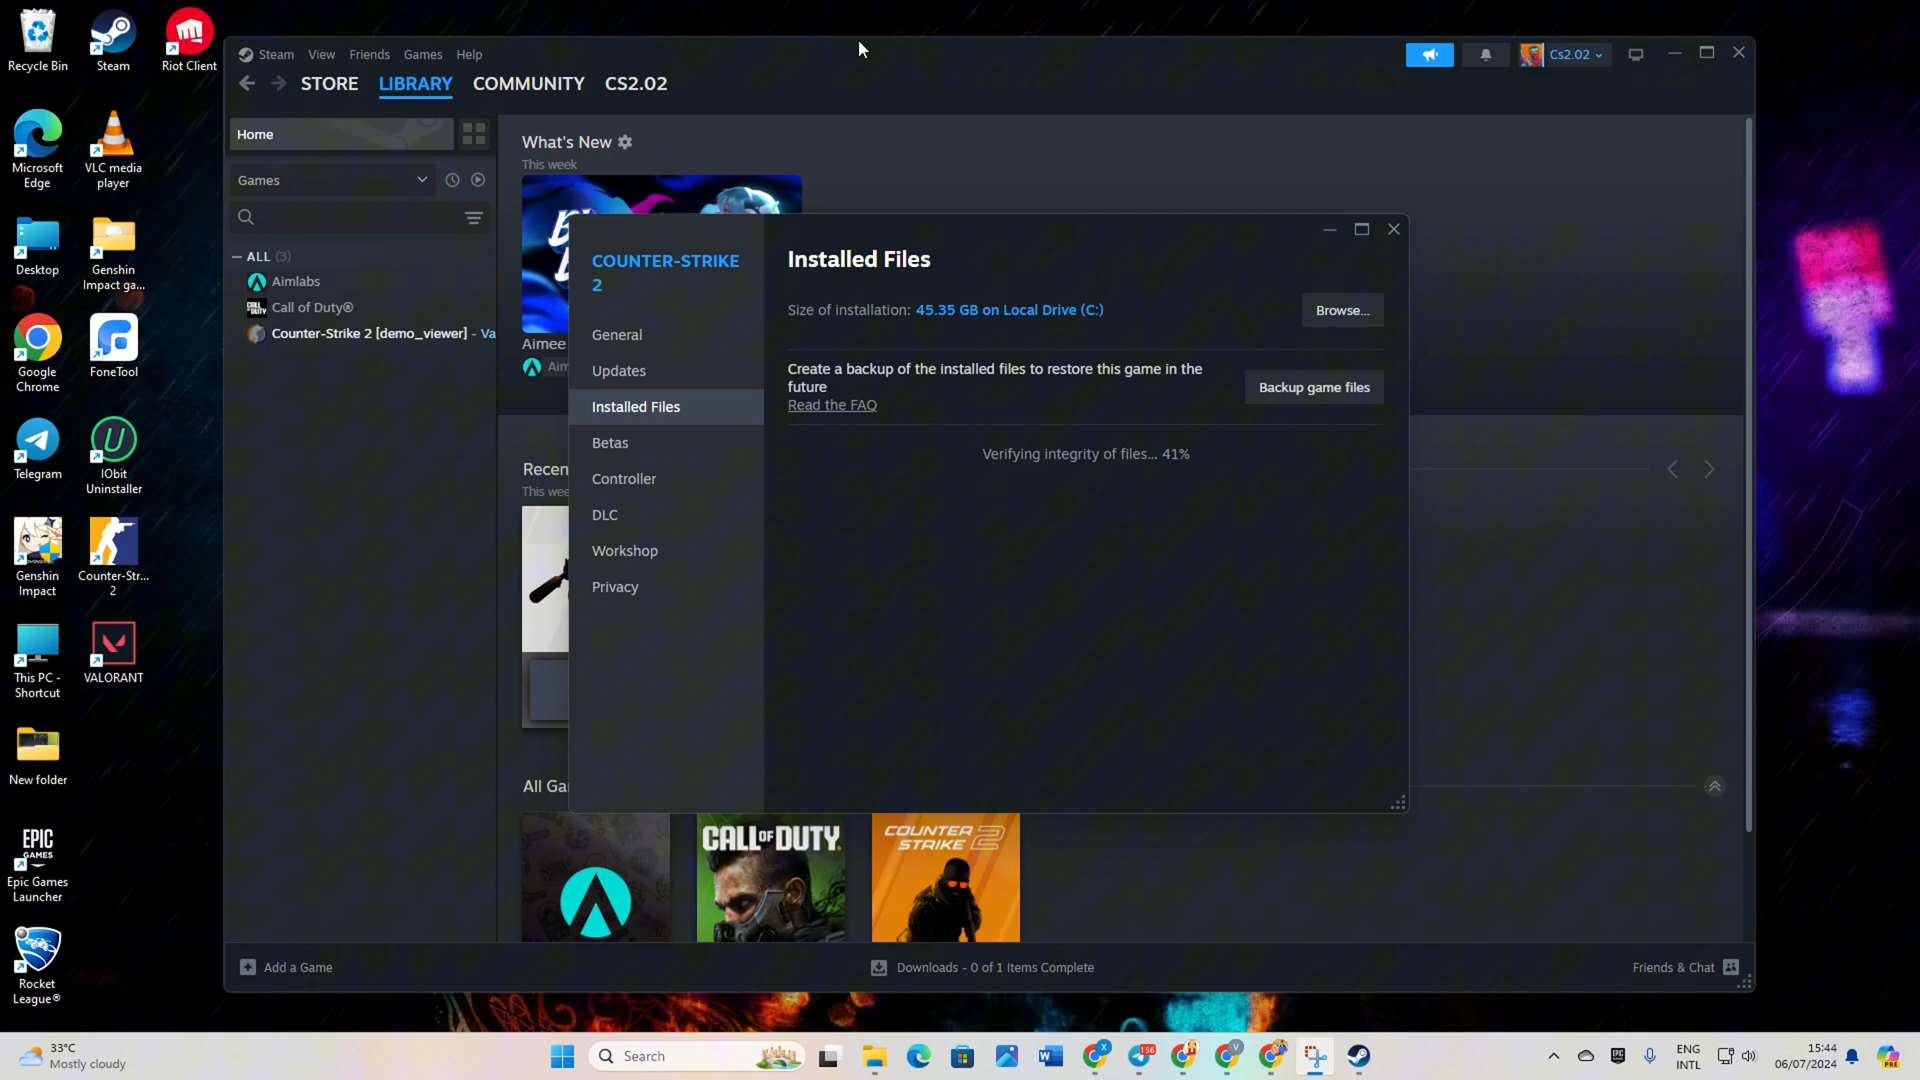 Recycle Bin
Steam
Riot Client
Microsoft
Edge
VLC media
player
Desktop
Genshin
Impact ga...
Google
Chrome
FoneTool
Telegram
IObit
Uninstaller
Genshin
Impact
Counter-Str...
2
This PC -
Shortcut
VALORANT
New folder
EPIC
GAMES
Epic Games
Launcher
Rocket
League®
Steam View Friends Games Help
Cs2.02
STORE LIBRARY COMMUNITY CS2.02
Home
Games
ALL (3)
Aimlabs
Call of Duty®
Counter-Strike 2 [demo_viewer] - Va
What's New
This week
Aimee
Aim
Recen
This wee
All Ga
COUNTER-STRIKE
2
General
Updates
Installed Files
Betas
Controller
DLC
Workshop
Privacy
Installed Files
Size of installation: 45.35 GB on Local Drive (C:)
Browse...
Create a backup of the installed files to restore this game in the
future
Read the FAQ
Backup game files
Verifying integrity of files... 41%
CALL OF DUTY
COUNTER
STRIKE 2
Add a Game
Downloads - 0 of 1 Items Complete
Friends & Chat
33°C
Mostly cloudy
Search
X
156
V
ENG
INTL
15:44
06/07/2024
PRE